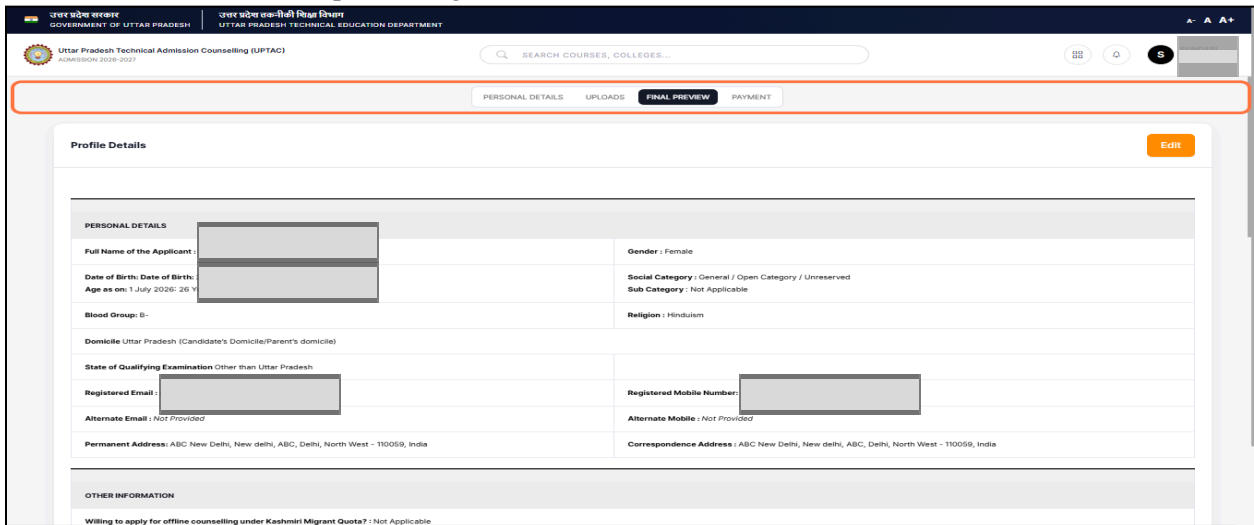 उत्तर प्रदेश सरकार
GOVERNMENT OF UTTAR PRADESH
उत्तर प्रदेश तकनीकी शिक्षा विभाग
UTTAR PRADESH TECHNICAL EDUCATION DEPARTMENT
A- A A+
Uttar Pradesh Technical Admission Counselling (UPTAC)
ADMISSION 2026-2027
SEARCH COURSES, COLLEGES...
S
PERSONAL DETAILS UPLOADS FINAL PREVIEW PAYMENT
Profile Details
Edit
PERSONAL DETAILS
Full Name of the Applicant :
Gender : Female
Date of Birth: Date of Birth:
Age as on: 1 July 2026: 26
Social Category : General / Open Category / Unreserved
Sub Category : Not Applicable
Blood Group: B-
Religion : Hinduism
Domicile Uttar Pradesh (Candidate's Domicile/Parent's domicile)
State of Qualifying Examination Other than Uttar Pradesh
Registered Email :
Registered Mobile Number:
Alternate Email : Not Provided
Alternate Mobile : Not Provided
Permanent Address: ABC New Delhi, New delhi, ABC, Delhi, North West - 110059, India
Correspondence Address : ABC New Delhi, New delhi, ABC, Delhi, North West - 110059, India
OTHER INFORMATION
Willing to apply for offline counselling under Kashmiri Migrant Quota? : Not Applicable